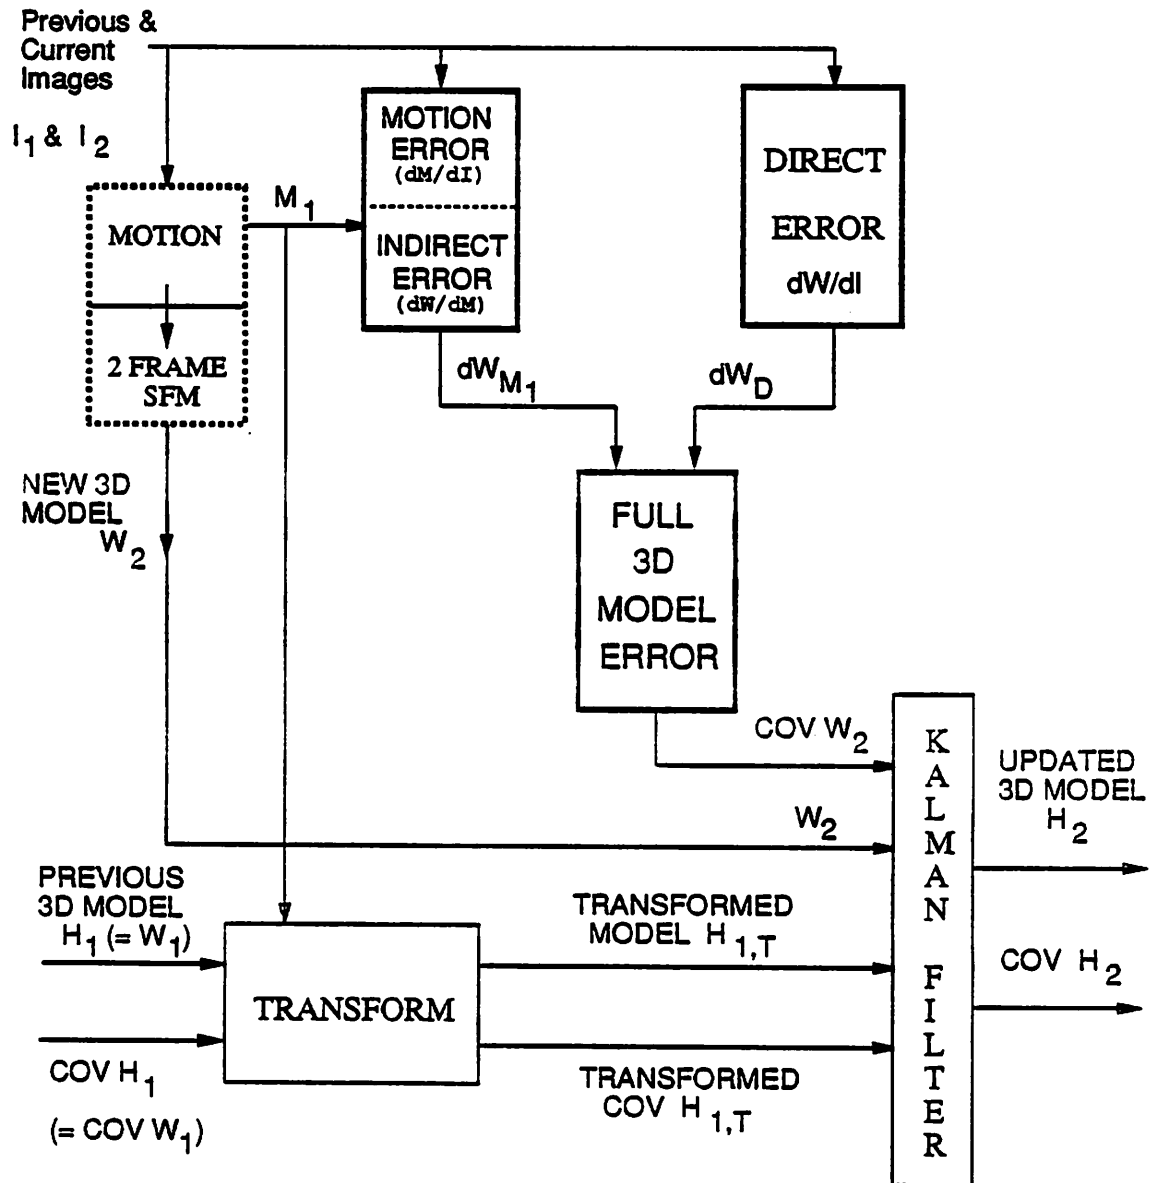 Previous &
Current
Images
I1 & I2
MOTION
2 FRAME
SFM
M1
MOTION
ERROR
(dM/dI)
INDIRECT
ERROR
(dW/dM)
DIRECT
ERROR
dW/dI
dWM1
dWD
NEW 3D
MODEL
W2
FULL
3D
MODEL
ERROR
COV W2
W2
PREVIOUS
3D MODEL
H1 (= W1)
COV H1
(= COV W1)
TRANSFORM
TRANSFORMED
MODEL H1,T
TRANSFORMED
COV H1,T
KALMAN FILTER
UPDATED
3D MODEL
H2
COV H2